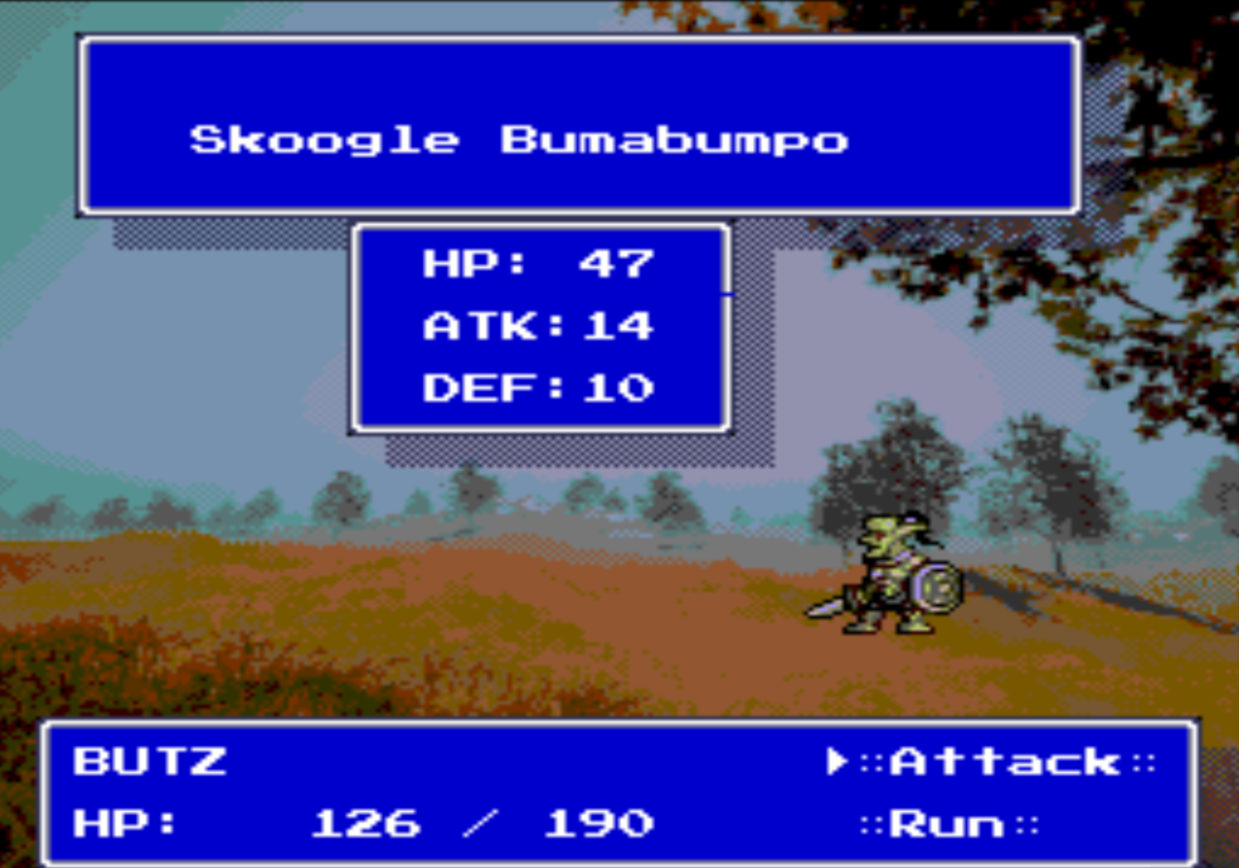 Skoogle Bumabumpo
HP: 47
ATK: 14
DEF: 10
BUTZ
::Attack::
HP: 126 / 190
::Run::